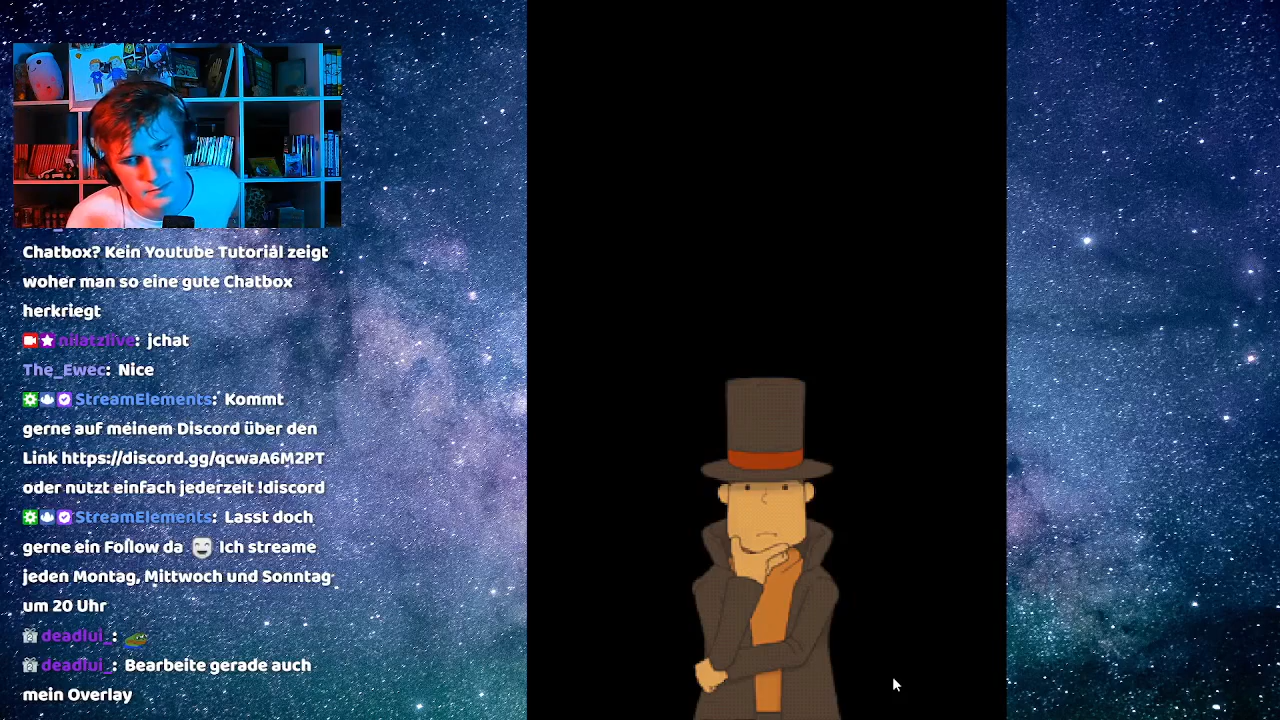 Chatbox? Kein Youtube Tutorial zeigt
woher man so eine gute Chatbox
herkriegt
nilatzlive: jchat
The_Ewec: Nice
StreamElements: Kommt
gerne auf meinem Discord über den
Link https://discord.gg/qcwaA6M2PT
oder nutzt einfach jederzeit !discord
StreamElements: Lasst doch
gerne ein Follow da Ich streame
jeden Montag, Mittwoch und Sonntag
um 20 Uhr
deadlui_:
deadlui_: Bearbeite gerade auch
mein Overlay